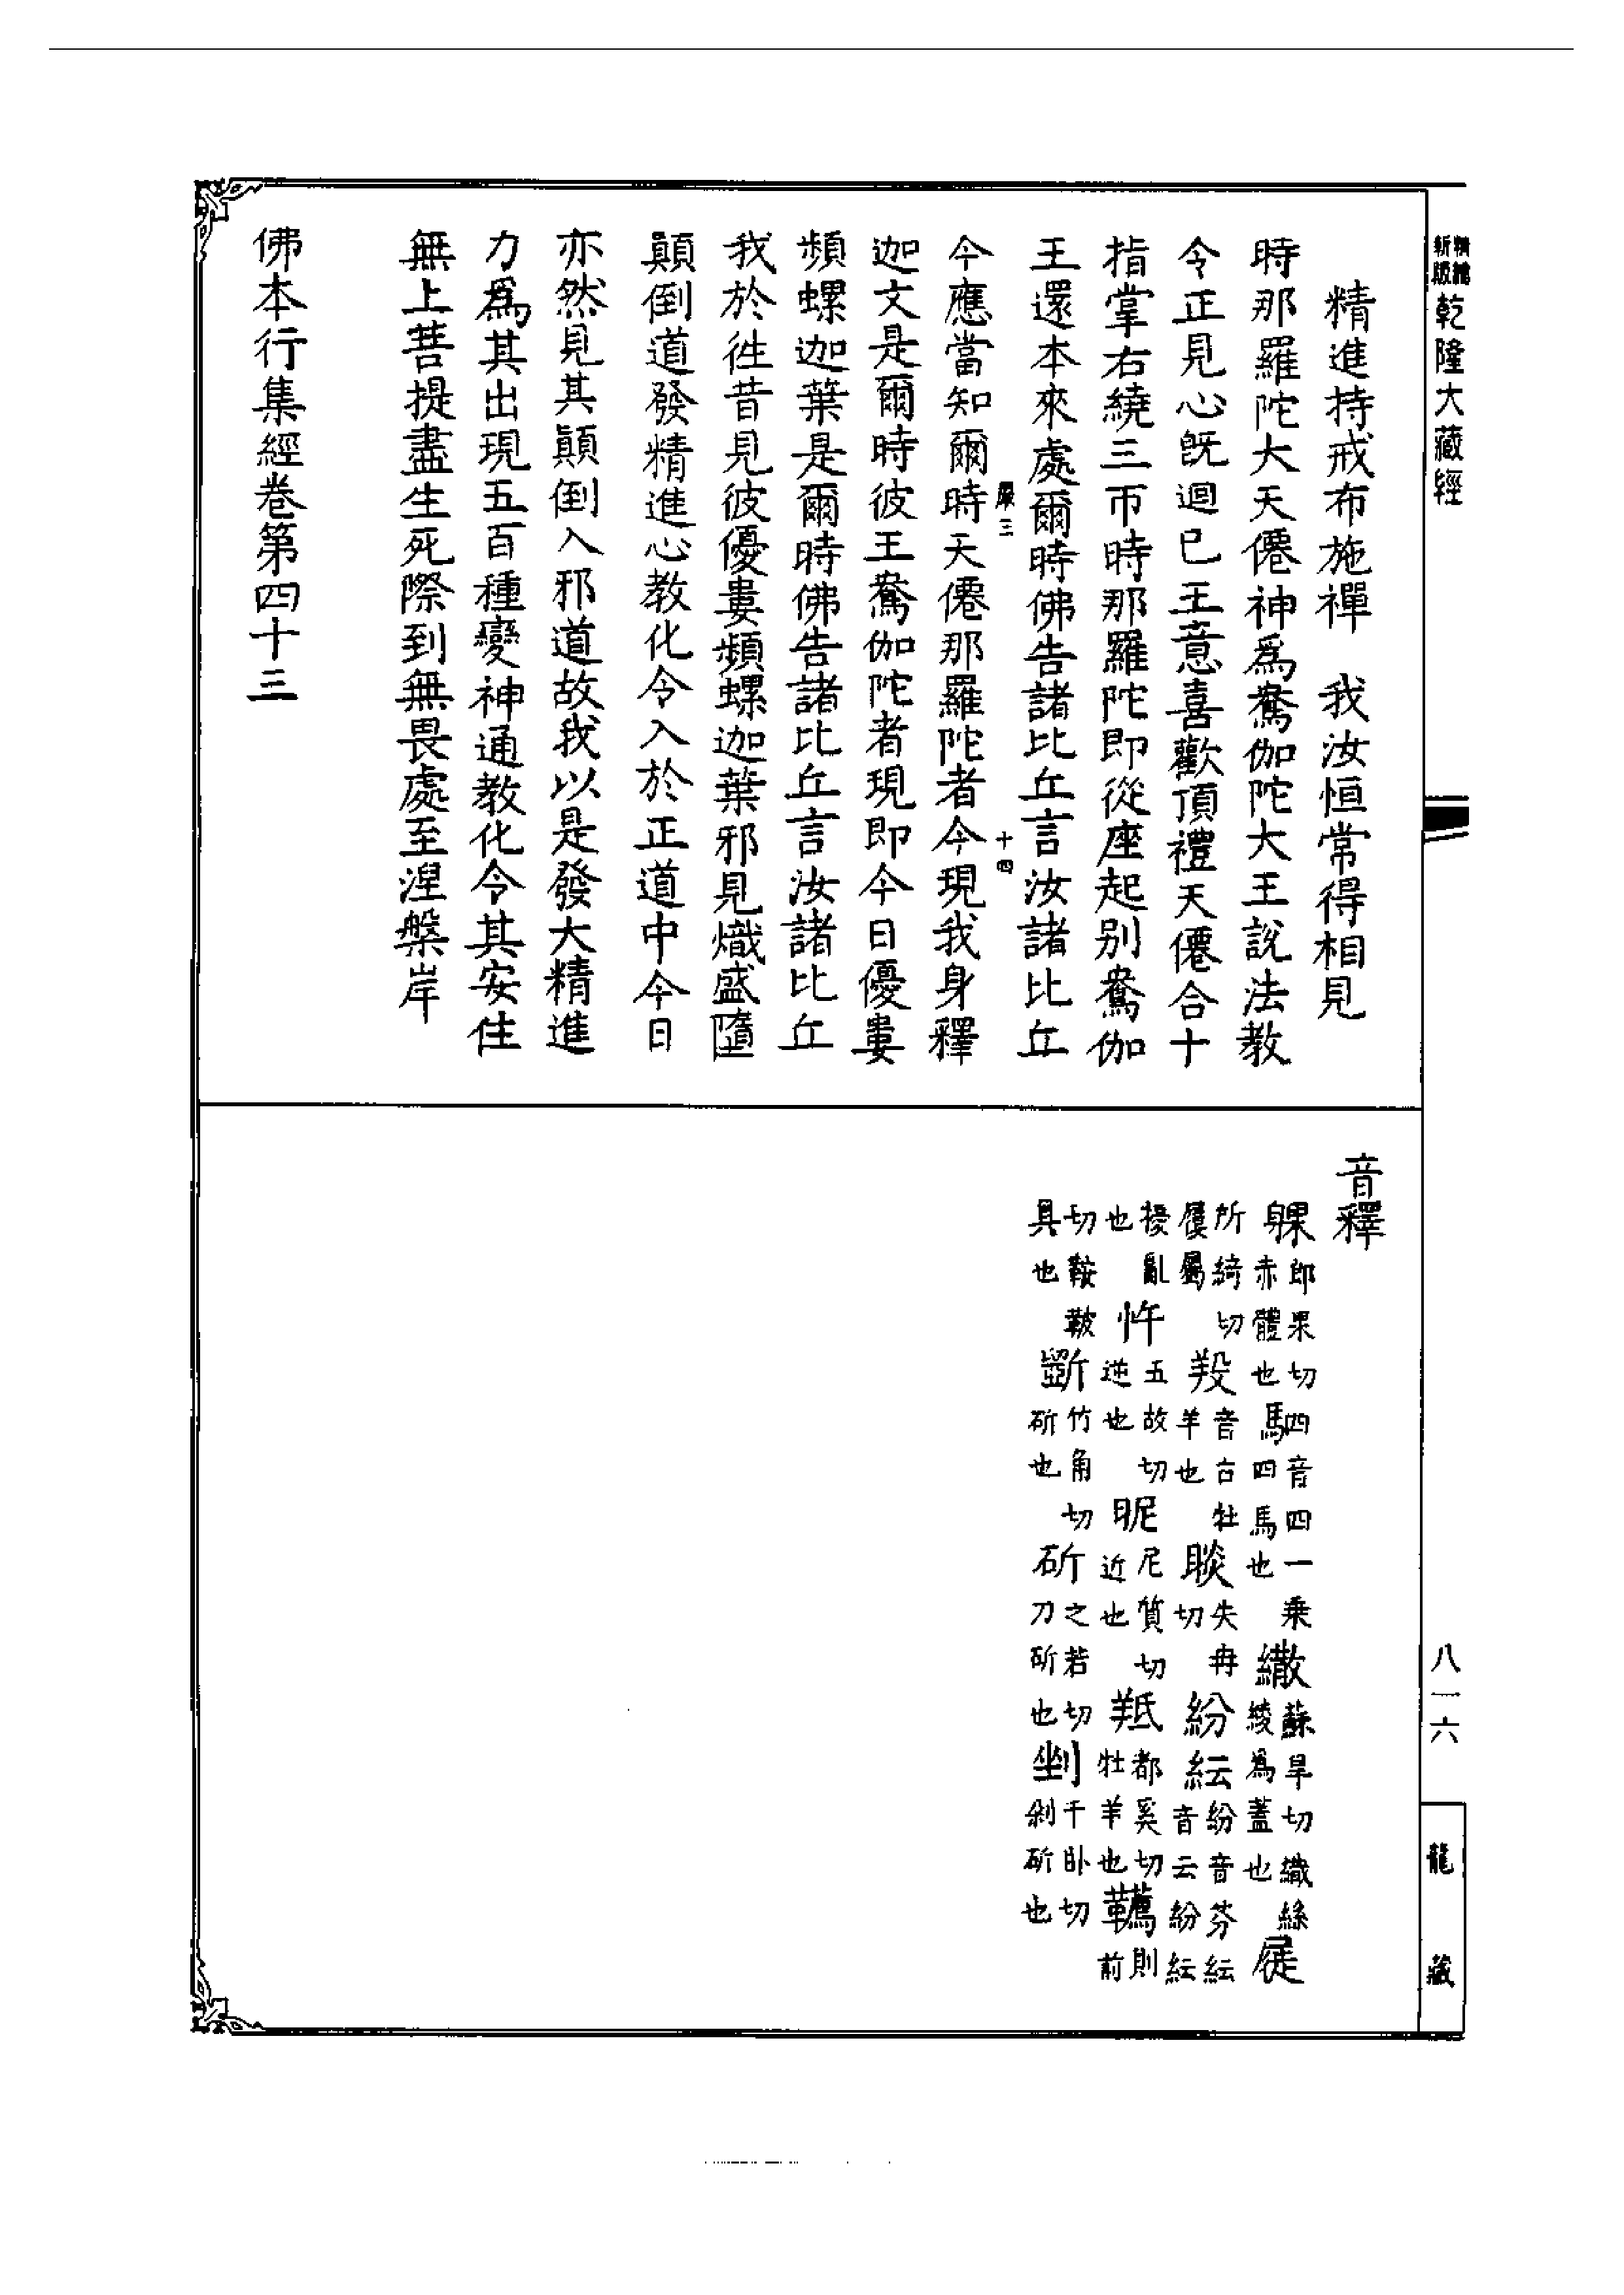 精縮新版乾隆大藏經
八一六
龍藏
精進持戒布施禪　我汝恒常得相見
時那羅陀大天僊神爲鴦伽陀大王說法教
令正見心旣迴已王意喜歡頂禮天僊合十
指掌右繞三帀時那羅陀即從座起别鴦伽
王還本來處爾時佛告諸比丘言汝諸比丘
嚴三　十四
今應當知爾時天僊那羅陀者今現我身釋
迦文是爾時彼王鴦伽陀者現即今日優婁
頻螺迦葉是爾時佛告諸比丘言汝諸比丘
我於徃昔見彼優婁頻螺迦葉邪見熾盛墮
顛倒道發精進心教化令入於正道中今日
亦然見其顛倒入邪道故我以是發大精進
力爲其出現五百種變神通教化令其安住
無上菩提盡生死際到無畏處至涅槃岸
佛本行集經卷第四十三
音釋
躶郎果切赤體也 駟音四一乘四馬也 繖蘇旱切織絲綾爲蓋也 屣
所綺切屨屬 羖音古牡羊也 睒失冉切 紛紜紛音芬紜音云紛紜
擾亂也 忤五故切逆也 昵尼質切近也 羝都奚切牡羊也 韉則前
切鞍韉具也 斵竹角切斫也 斫之若切刀斫也 剉千卧切剁斫也